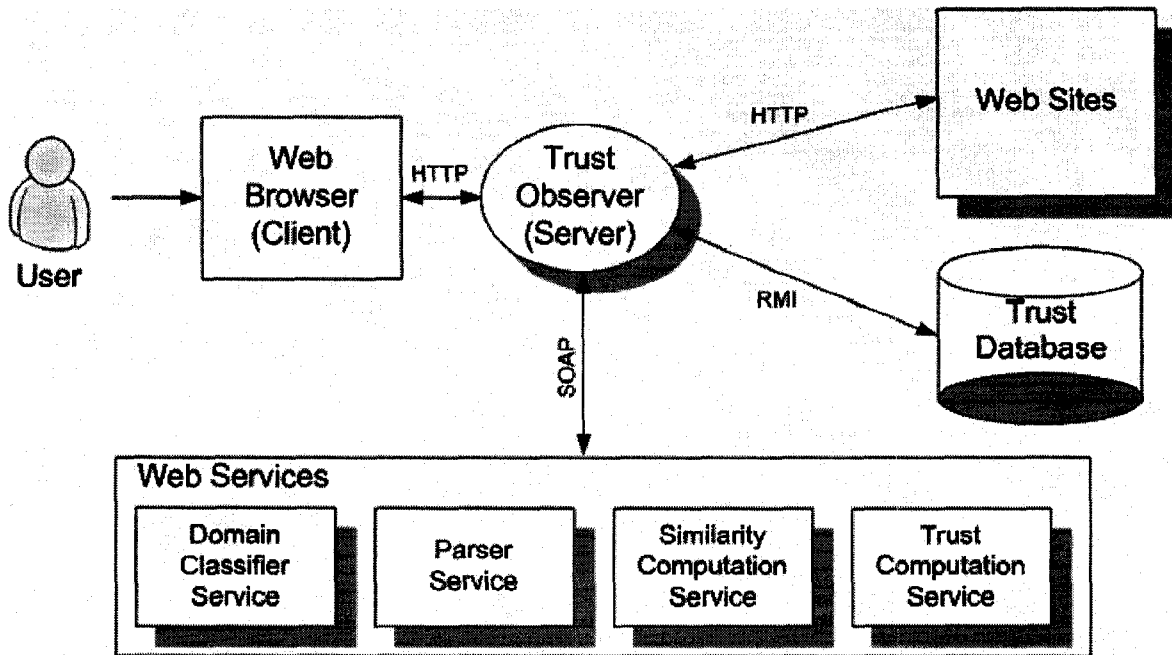 User
Web
Browser
(Client)
HTTP
Trust
Observer
(Server)
HTTP
Web Sites
RMI
Trust
Database
SOAP
Web Services
Domain
Classifier
Service
Parser
Service
Similarity
Computation
Service
Trust
Computation
Service